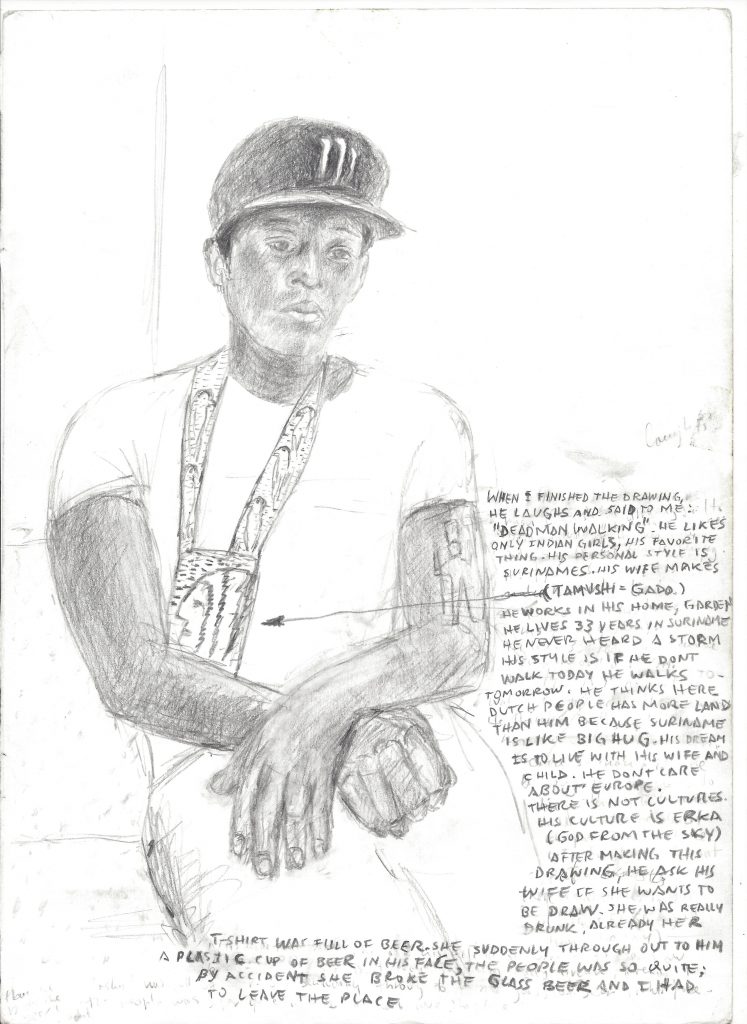 WHEN I FINISHED THE DRAWING,
HE LAUGHS AND SAID TO ME:
"DEADMAN WALKING". HE LIKES
ONLY INDIAN GIRLS, HIS FAVORITE
THING. HIS PERSONAL STYLE IS
SURINAMES. HIS WIFE MAKES
(TAMUSHI = GADO.)
HE WORKS IN HIS HOME, GARDEN
HE LIVES 33 YEARS IN SURINAME
HE NEVER HEARD A STORM
HIS STYLE IS IF HE DONT
WALK TODAY HE WALKS TO-
TOMORROW. HE THINKS HERE
DUTCH PEOPLE HAS MORE LAND
THAN HIM BECAUSE SURINAME
IS LIKE BIG HUG. HIS DREAM
IS TO LIVE WITH HIS WIFE AND
CHILD. HE DONT CARE
ABOUT EUROPE.
THERE IS NOT CULTURES.
HIS CULTURE IS ERKA
(GOD FROM THE SKY)
AFTER MAKING THIS
DRAWING, HE ASK HIS
WIFE IF SHE WANTS TO
BE DRAW. SHE WAS REALLY
DRUNK, ALREADY HER
T-SHIRT WAS FULL OF BEER. SHE SUDDENLY THROUGH OUT TO HIM
A PLASTIC CUP OF BEER IN HIS FACE, THE PEOPLE WAS SO QUITE;
BY ACCIDENT SHE BROKE THE GLASS BEER AND I HAD
TO LEAVE THE PLACE